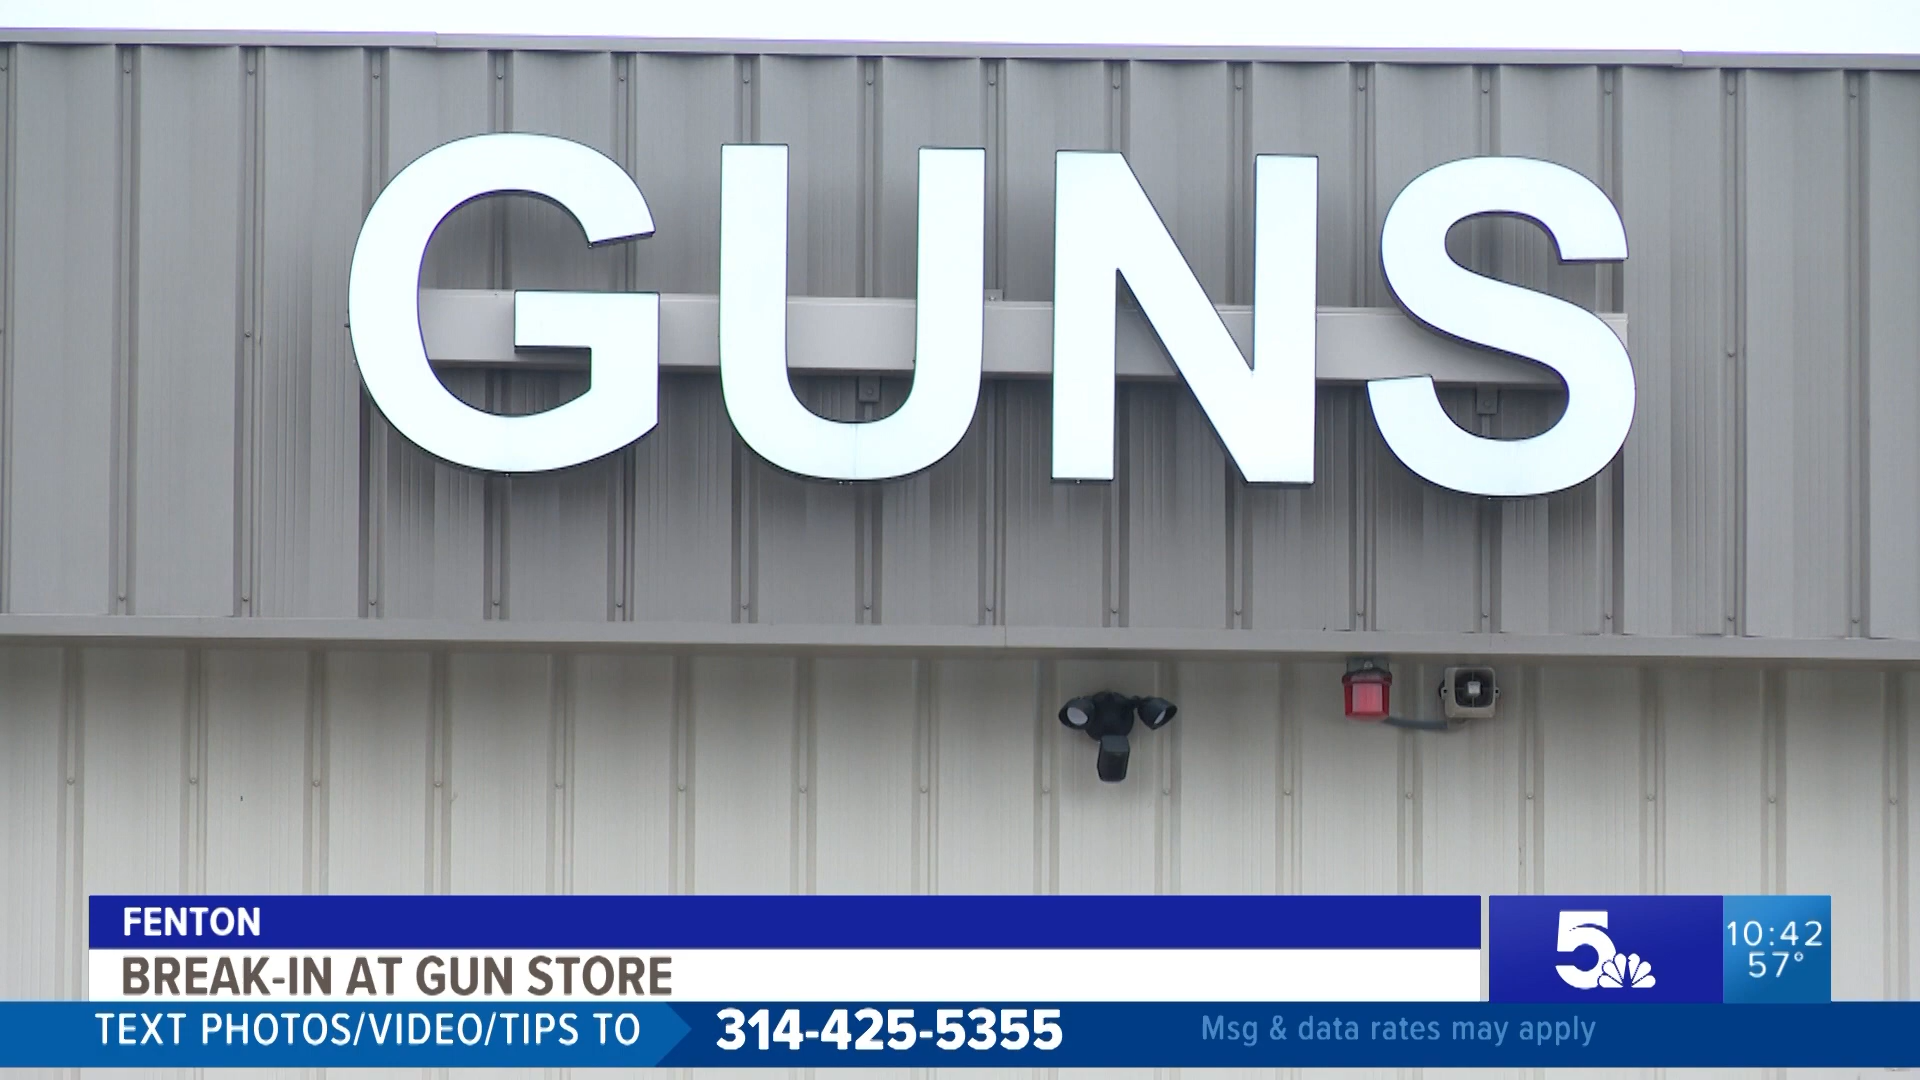 GUNS
FENTON
BREAK-IN AT GUN STORE
5
10:42
57°
TEXT PHOTOS/VIDEO/TIPS TO 314-425-5355 Msg & data rates may apply